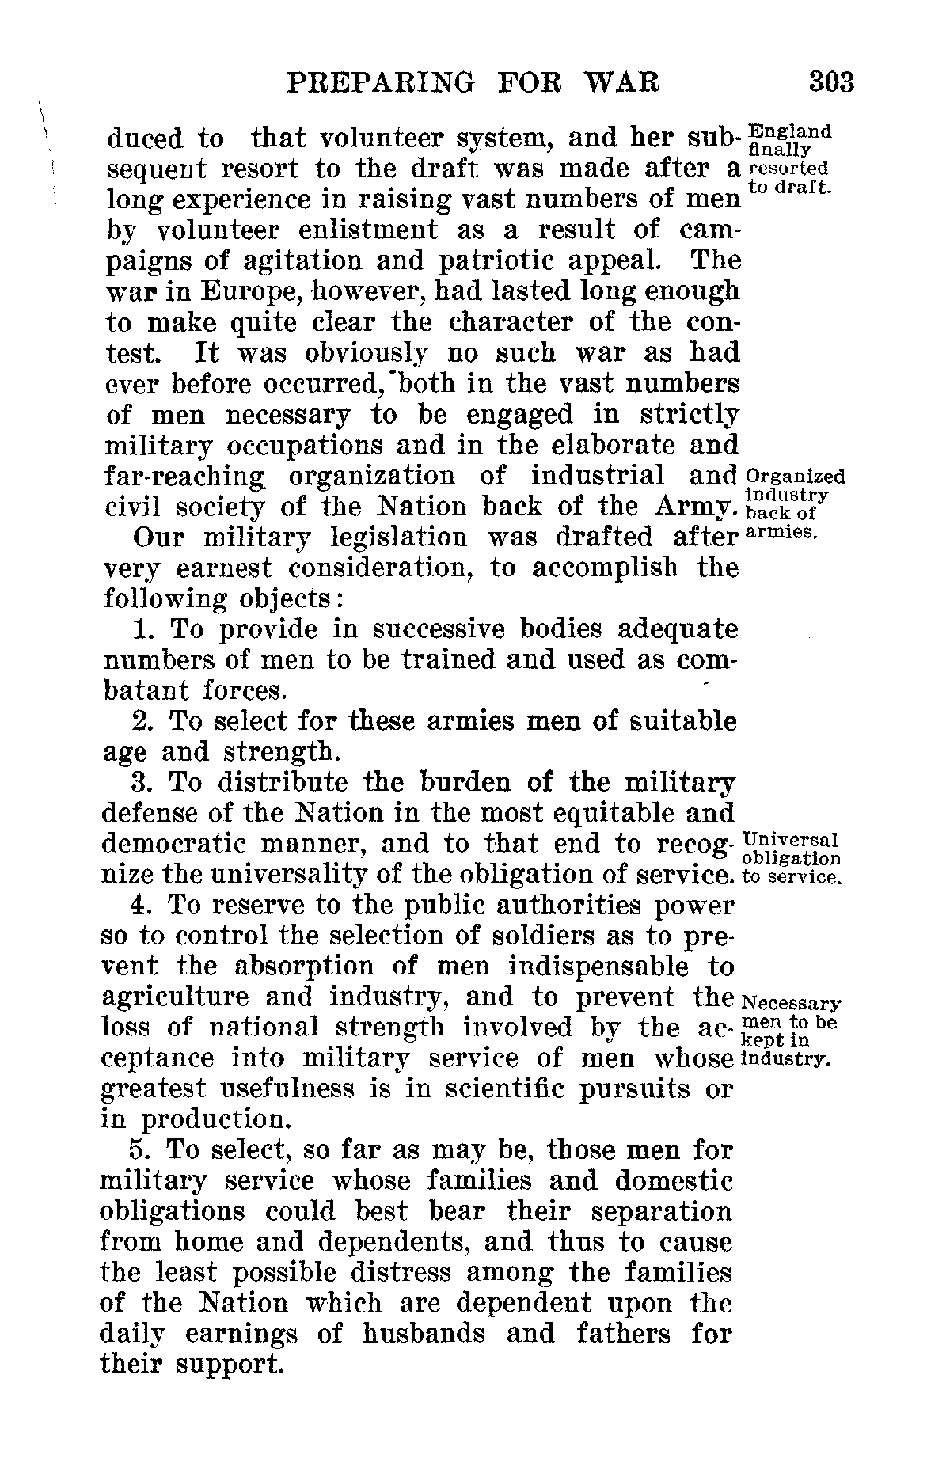 PREPARING FOR WAR 303
duced to that volunteer system, and her sub-
sequent resort to the draft was made after a
long experience in raising vast numbers of men
by volunteer enlistment as a result of cam-
paigns of agitation and patriotic appeal. The
war in Europe, however, had lasted long enough
to make quite clear the character of the con-
test. It was obviously no such war as had
ever before occurred, both in the vast numbers
of men necessary to be engaged in strictly
military occupations and in the elaborate and
far-reaching organization of industrial and
civil society of the Nation back of the Army.
Our military legislation was drafted after
very earnest consideration, to accomplish the
following objects:
1. To provide in successive bodies adequate
numbers of men to be trained and used as com-
batant forces.
2. To select for these armies men of suitable
age and strength.
3. To distribute the burden of the military
defense of the Nation in the most equitable and
democratic manner, and to that end to recog-
nize the universality of the obligation of service.
4. To reserve to the public authorities power
so to control the selection of soldiers as to pre-
vent the absorption of men indispensable to
agriculture and industry, and to prevent the
loss of national strength involved by the ac-
ceptance into military service of men whose
greatest usefulness is in scientific pursuits or
in production.
5. To select, so far as may be, those men for
military service whose families and domestic
obligations could best bear their separation
from home and dependents, and thus to cause
the least possible distress among the families
of the Nation which are dependent upon the
daily earnings of husbands and fathers for
their support.
England
finally
resorted
to draft.
Organized
industry
back of
armies.
Universal
obligation
to service.
Necessary
men to be
kept in
industry.